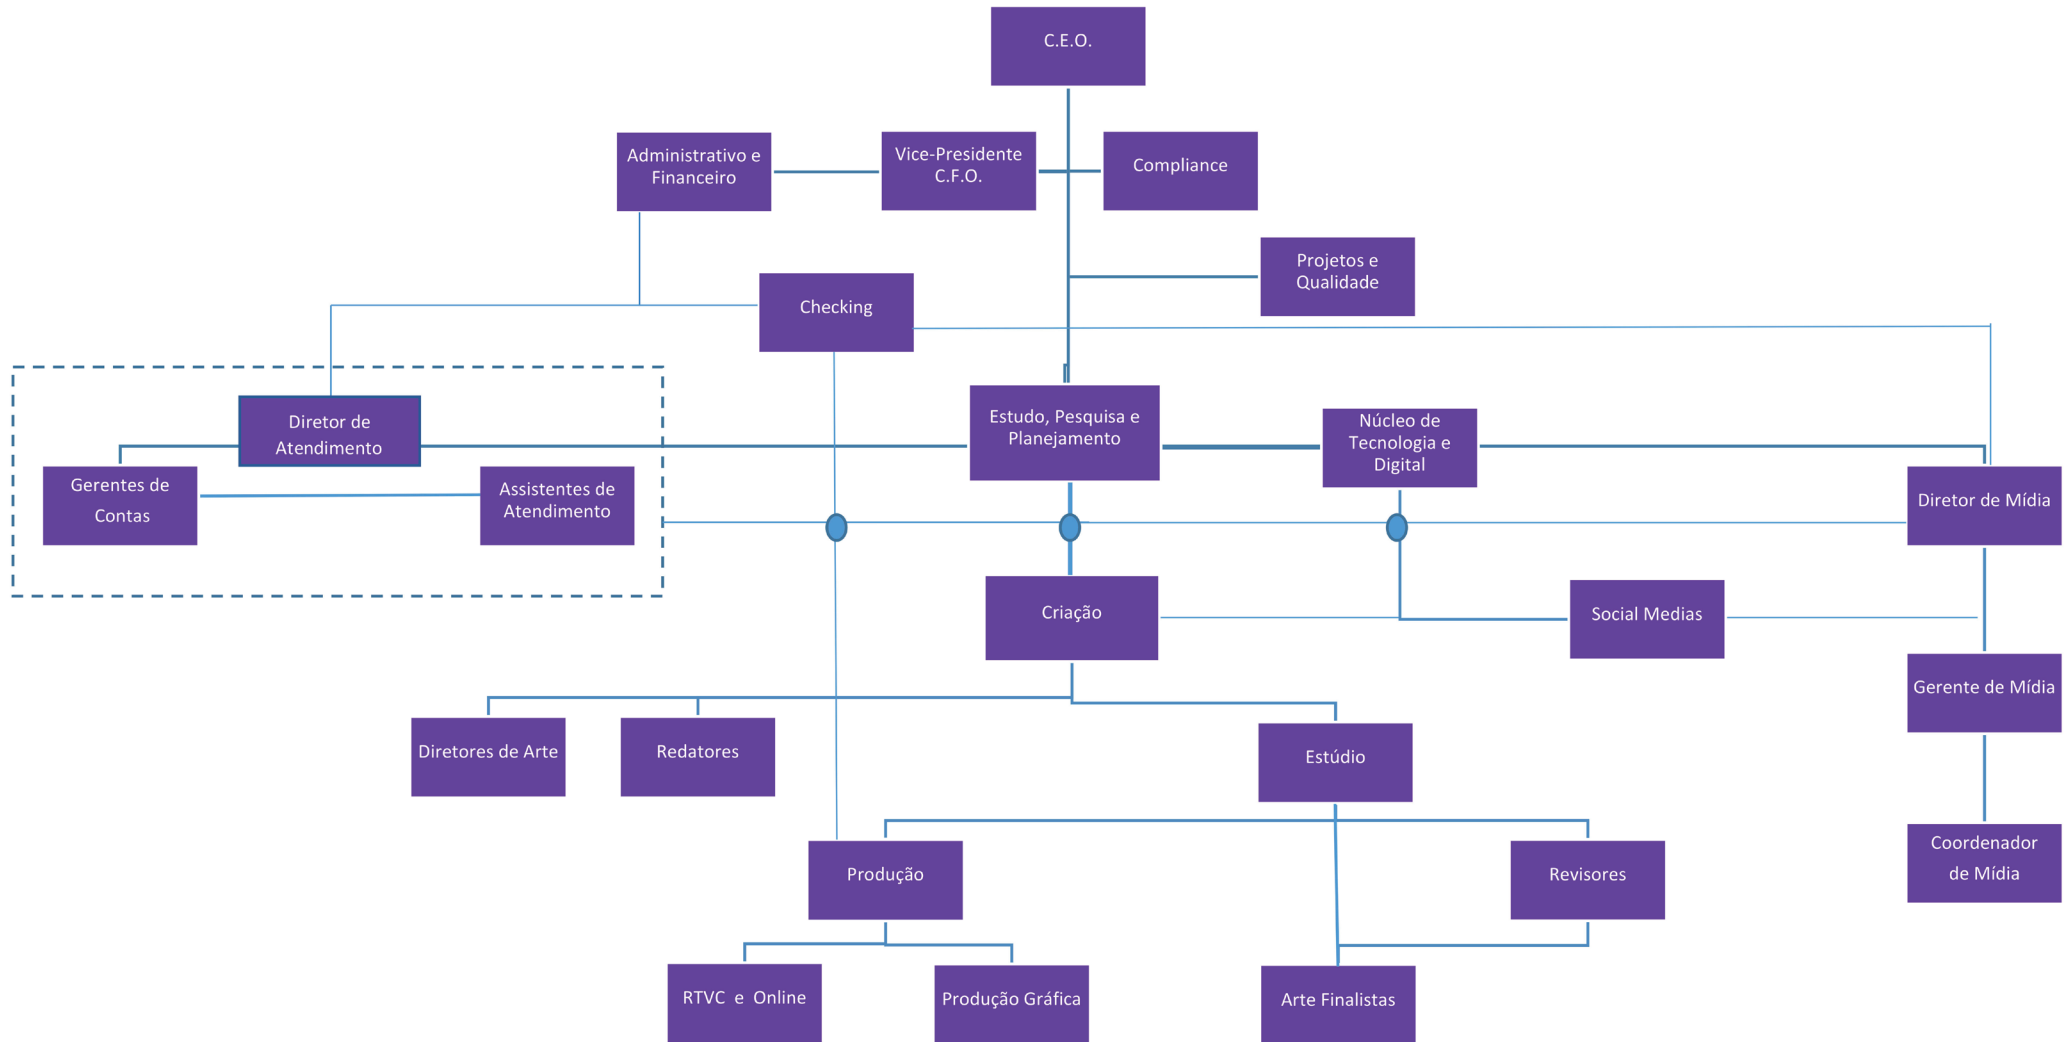 C.E.O.
Administrativo e
Financeiro
Vice-Presidente
C.F.O.
Compliance
Projetos e
Qualidade
Checking
Diretor de
Atendimento
Estudo, Pesquisa e
Planejamento
Núcleo de
Tecnologia e
Digital
Gerentes de
Contas
Assistentes de
Atendimento
Diretor de Mídia
Criação
Social Medias
Gerente de Mídia
Diretores de Arte
Redatores
Estúdio
Produção
Revisores
Coordenador
de Mídia
RTVC e Online
Produção Gráfica
Arte Finalistas